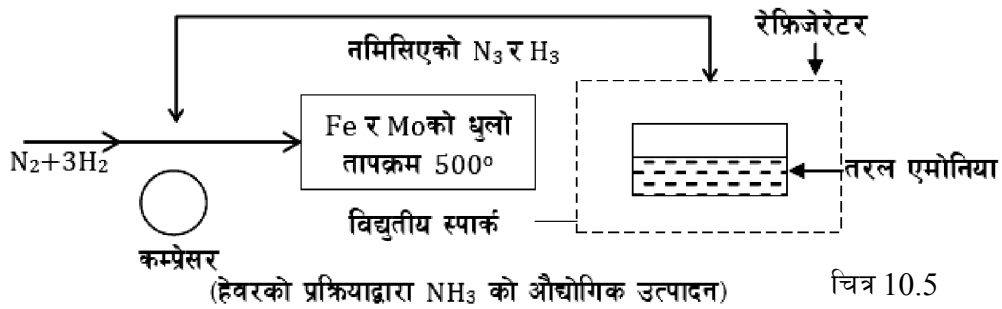 रेफ्रिजेरेटर
नमिसिएको N₃ र H₃
Fe र Mo को धुलो
तापक्रम 500°
N₂+3H₂
तरल एमोनिया
विद्युतीय स्पार्क
कम्प्रेसर
(हेवरको प्रक्रियाद्वारा NH₃ को औद्योगिक उत्पादन)
चित्र 10.5